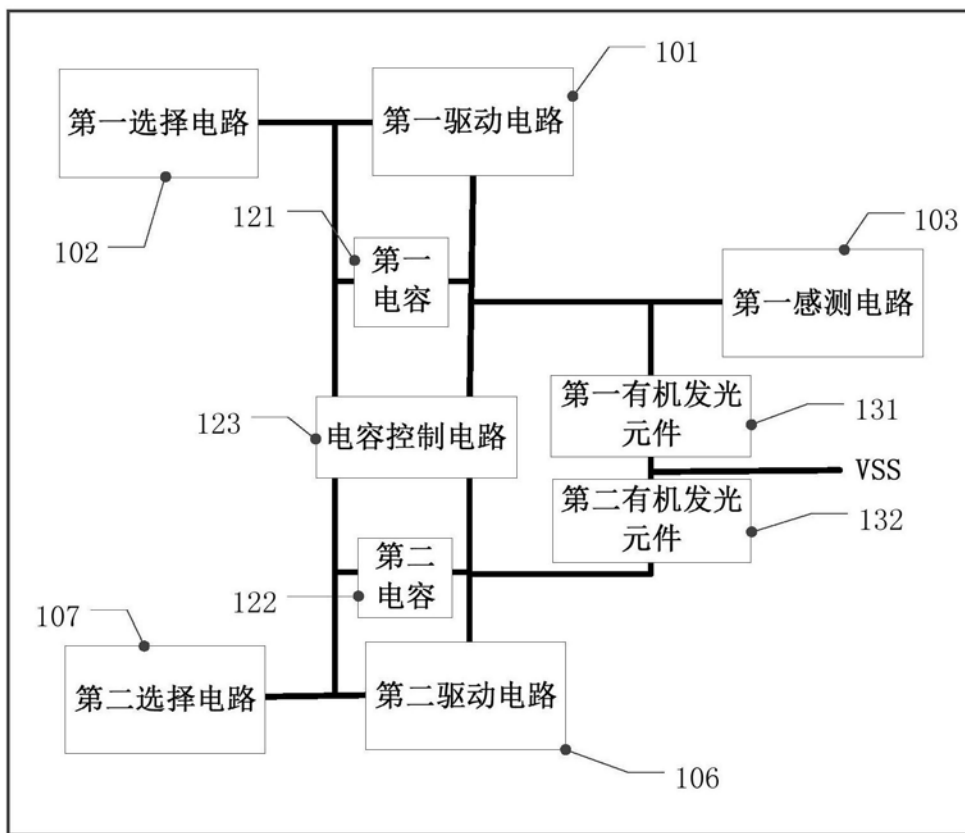 101
第一选择电路
第一驱动电路
121
102
103
第一
电容
第一感测电路
第一有机发光
元件
131
123
电容控制电路
VSS
第二有机发光
元件
132
第二
电容
122
107
第二选择电路
第二驱动电路
106